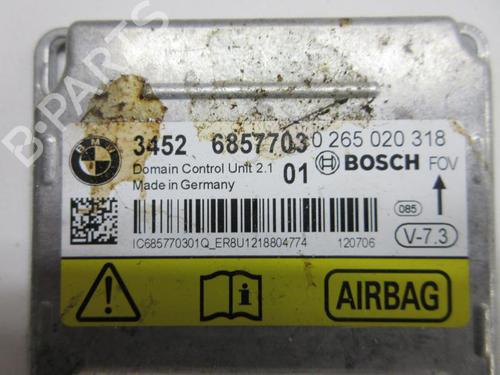 B-PARTS
BMW
3452 6857703 0 265 020 318
Domain Control Unit 2.1 01 BOSCH FOV
Made in Germany
085
V-7.3
IC685770301Q_ER8U1218804774 120706
AIRBAG